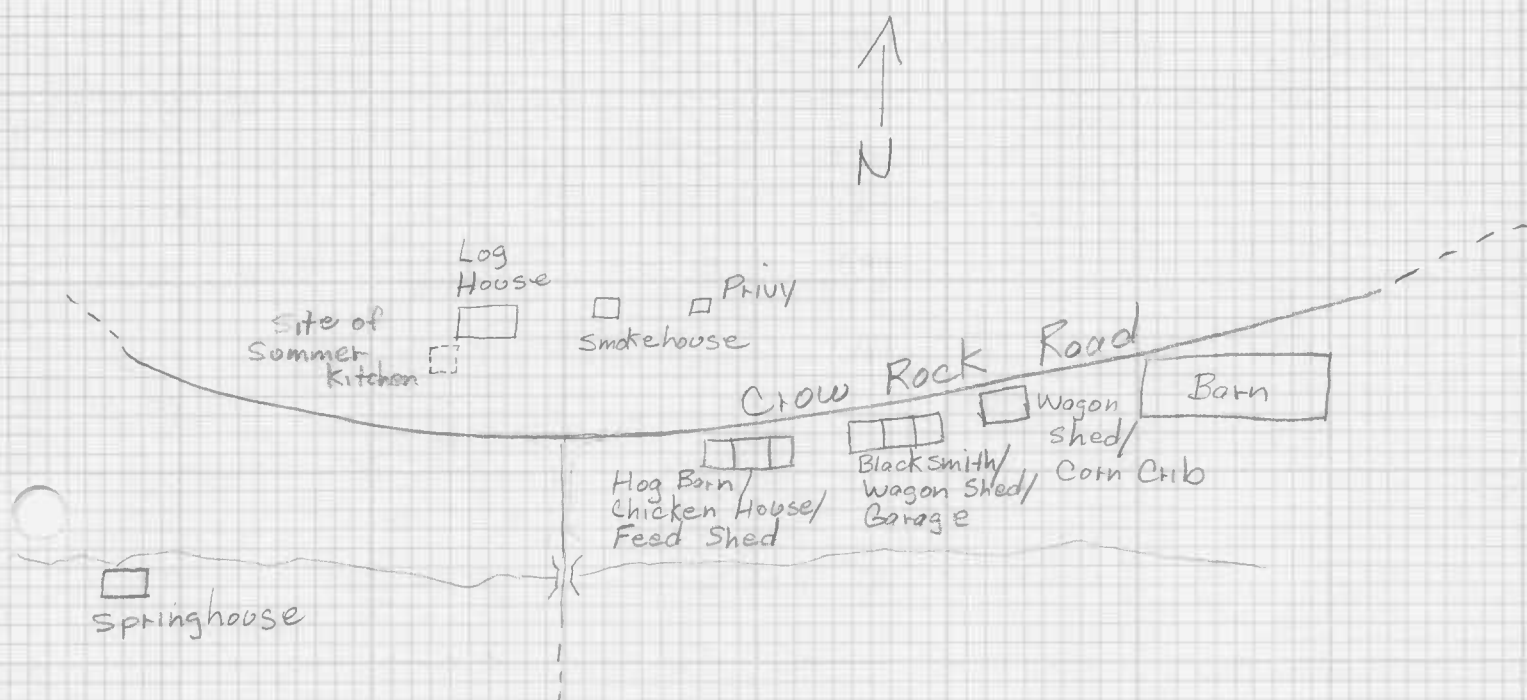 N
Log
House
Site of
Summer
Kitchen
Smokehouse
Privy
Crow Rock Road
Barn
Wagon
Shed/
Corn Crib
Blacksmith/
Wagon Shed/
Garage
Hog Barn/
Chicken House/
Feed Shed
Springhouse